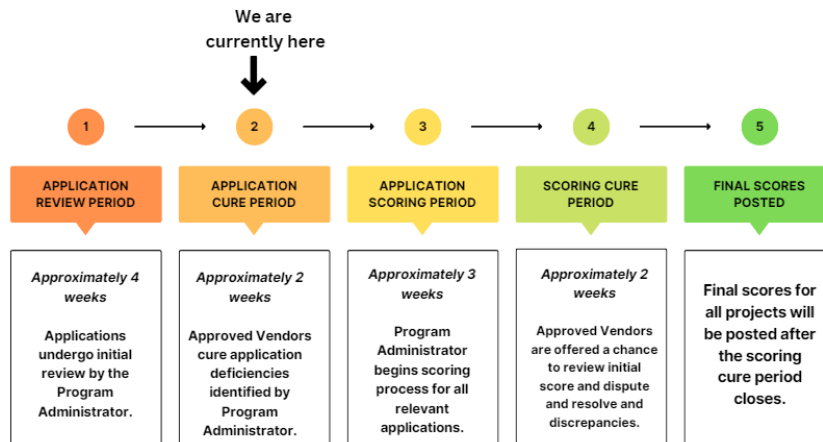 We are
currently here
1
2
3
4
5
APPLICATION
REVIEW PERIOD
APPLICATION
CURE PERIOD
APPLICATION
SCORING PERIOD
SCORING CURE
PERIOD
FINAL SCORES
POSTED
Approximately 4
weeks
Applications
undergo initial
review by the
Program
Administrator.
Approximately 2
weeks
Approved Vendors
cure application
deficiencies
identified by
Program
Administrator.
Approximately 3
weeks
Program
Administrator
begins scoring
process for all
relevant
applications.
Approximately 2
weeks
Approved Vendors
are offered a chance
to review initial
score and dispute
and resolve and
discrepancies.
Final scores for
all projects will
be posted after
the scoring
cure period
closes.